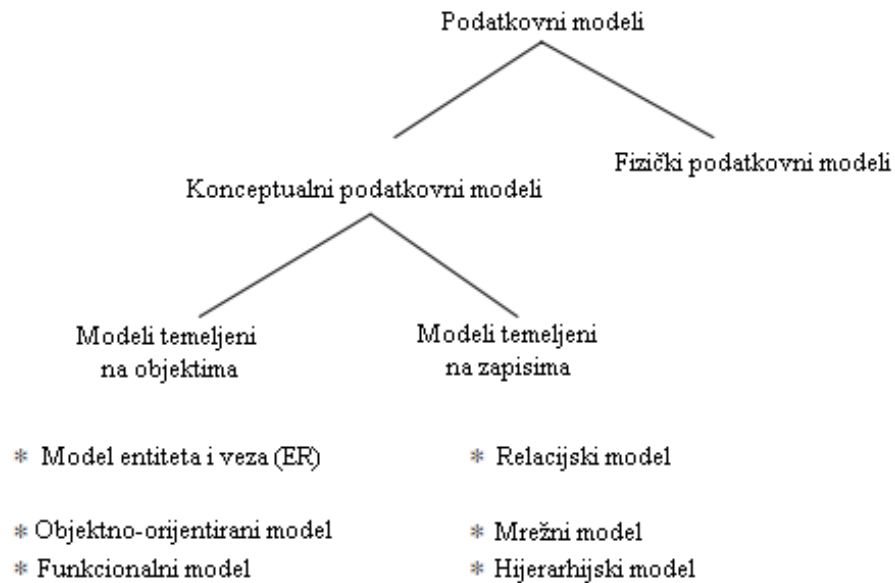 Podatkovni modeli
Fizički podatkovni modeli
Konceptualni podatkovni modeli
Modeli temeljeni
na objektima
Modeli temeljeni
na zapisima
* Model entiteta i veza (ER)
* Objektno-orijentirani model
* Funkcionalni model
* Relacijski model
* Mrežni model
* Hijerarhijski model